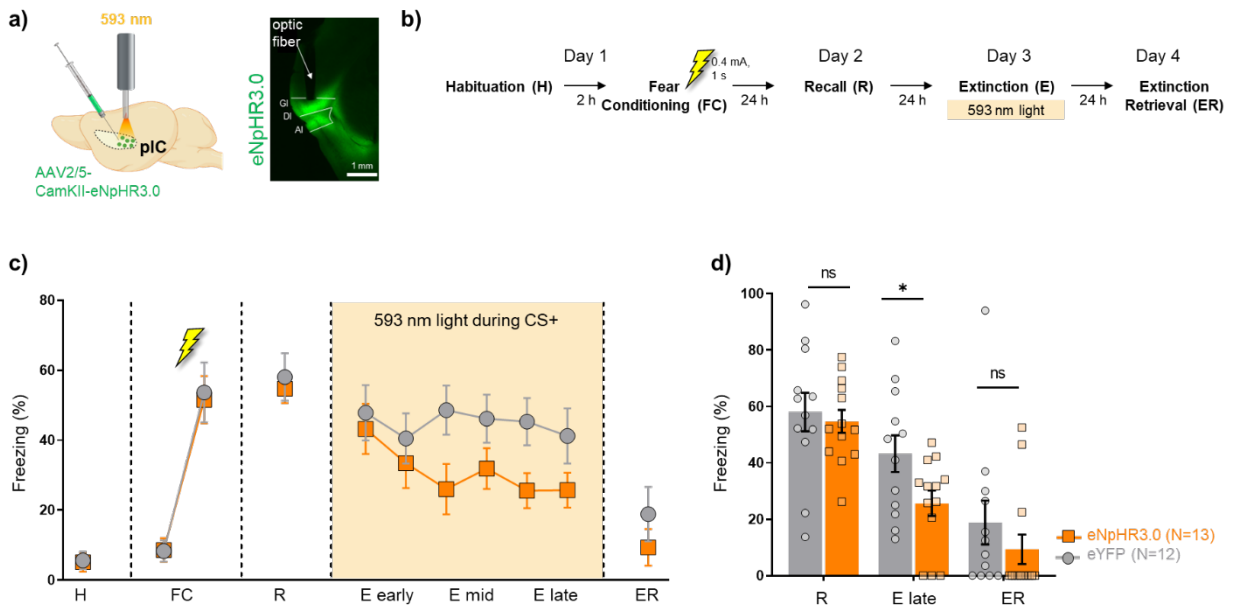 a)
593 nm
pIC
AAV2/5-
CamKII-eNpHR3.0
eNpHR3.0
optic
fiber
GI
DI
AI
1 mm
b)
Day 1
Day 2
Day 3
Day 4
Habituation (H)
2 h
Fear
Conditioning (FC)
0.4 mA,
1 s
24 h
Recall (R)
24 h
Extinction (E)
593 nm light
24 h
Extinction
Retrieval (ER)
c)
Freezing (%)
80
60
40
20
0
593 nm light during CS+
H
FC
R
E early
E mid
E late
ER
d)
Freezing (%)
100
80
60
40
20
0
ns
*
ns
R
E late
ER
eNpHR3.0 (N=13)
eYFP (N=12)